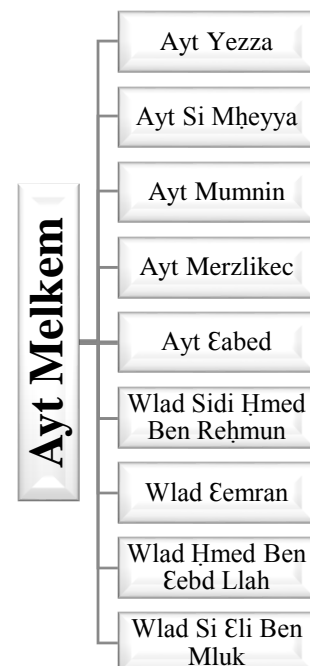 Ayt Melkem
Ayt Yezza
Ayt Si Mḥeyya
Ayt Mumnin
Ayt Merzlikec
Ayt Ɛabed
Wlad Sidi Ḥmed
Ben Reḥmun
Wlad Ɛemran
Wlad Ḥmed Ben
Ɛebd Llah
Wlad Si Ɛli Ben
Mluk